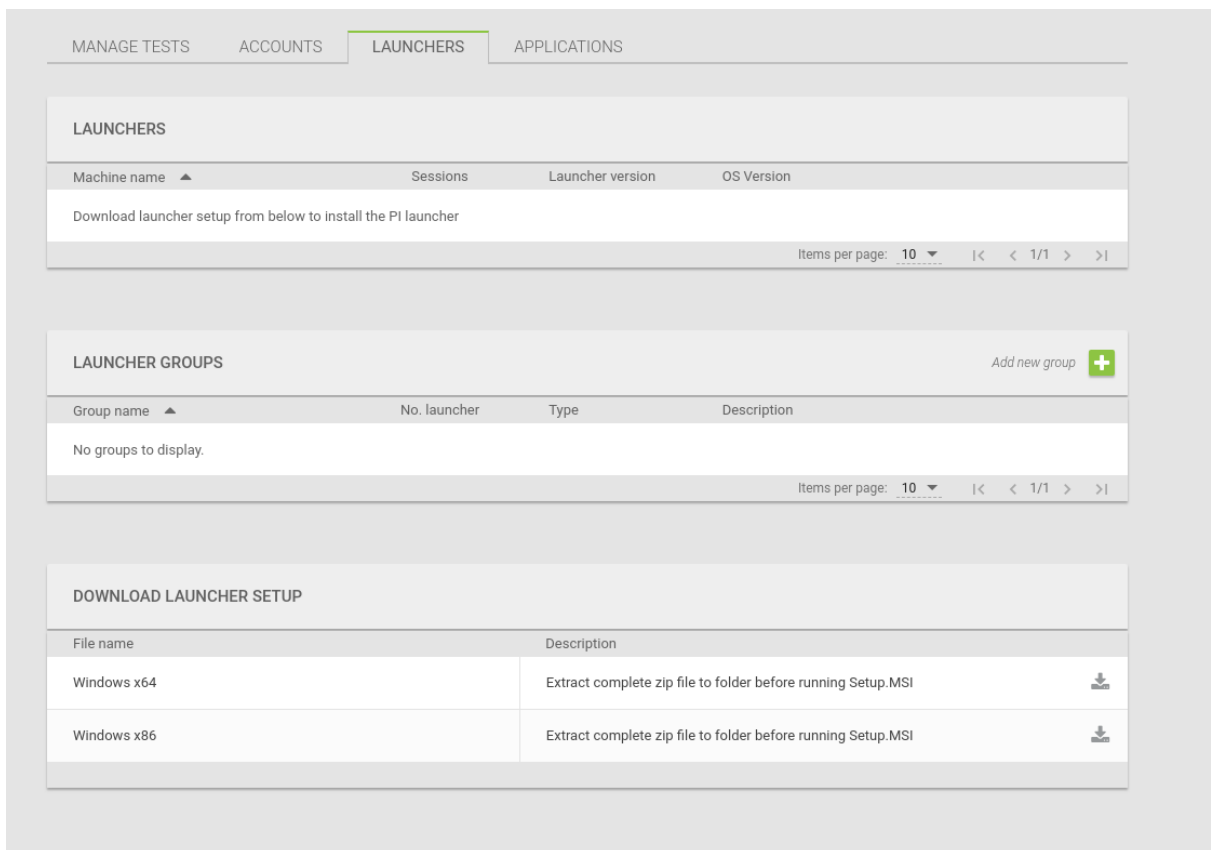 MANAGE TESTS ACCOUNTS LAUNCHERS APPLICATIONS
LAUNCHERS
Machine name Sessions Launcher version OS Version
Download launcher setup from below to install the PI launcher
Items per page: 10 1/1
LAUNCHER GROUPS Add new group
Group name No. launcher Type Description
No groups to display.
Items per page: 10 1/1
DOWNLOAD LAUNCHER SETUP
File name Description
Windows x64 Extract complete zip file to folder before running Setup.MSI
Windows x86 Extract complete zip file to folder before running Setup.MSI